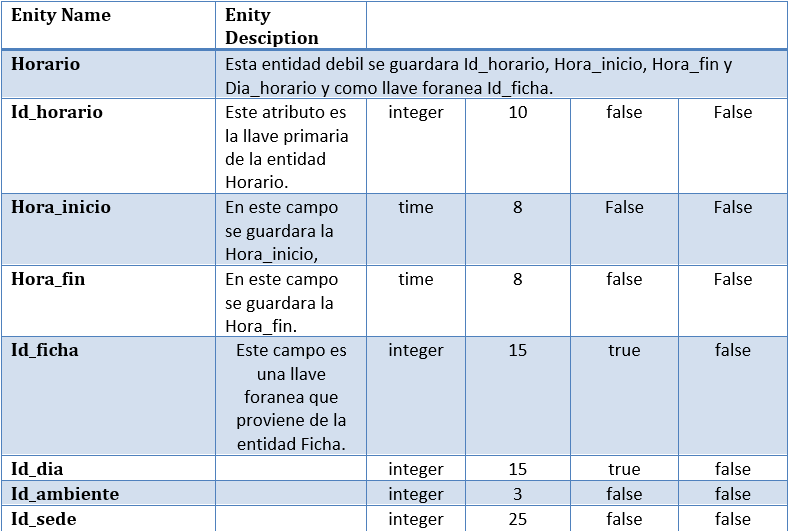 Enity Name Enity
Desciption
Horario Esta entidad debil se guardara Id_horario, Hora_inicio, Hora_fin y
Dia_horario y como llave foranea Id_ficha.
Id_horario Este atributo es integer 10 false False
la llave primaria
de la entidad
Horario.
Hora_inicio En este campo time 8 False False
se guardara la
Hora_inicio,
Hora_fin En este campo time 8 false False
se guardara la
Hora_fin.
Id_ficha Este campo es integer 15 true false
una llave
foranea que
proviene de la
entidad Ficha.
Id_dia integer 15 true false
Id_ambiente integer 3 false false
Id_sede integer 25 false false